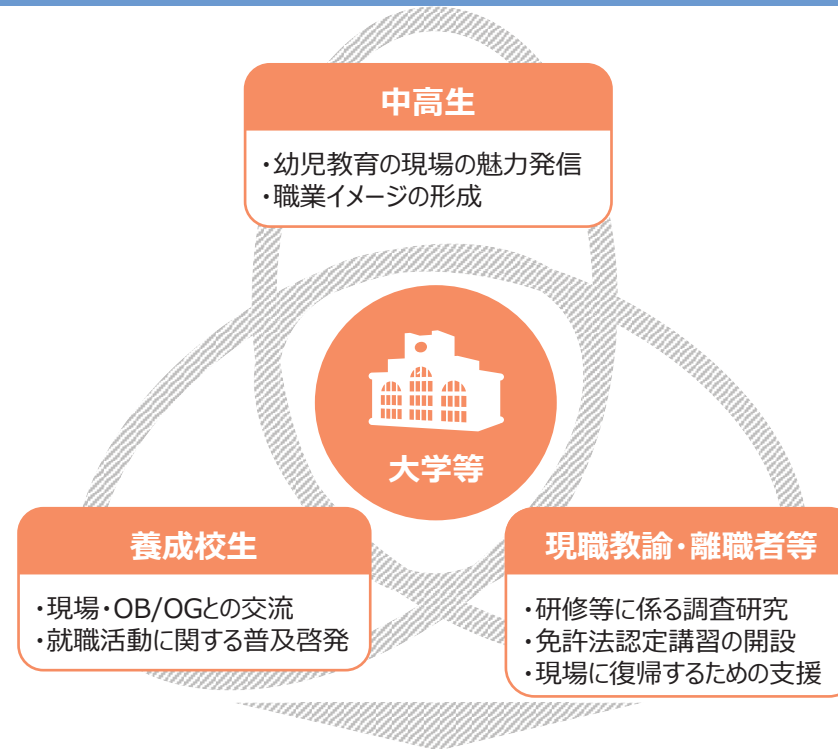 中高生
・幼児教育の現場の魅力発信
・職業イメージの形成
大学等
養成校生
・現場・OB/OGとの交流
・就職活動に関する普及啓発
現職教諭・離職者等
・研修等に係る調査研究
・免許法認定講習の開設
・現場に復帰するための支援